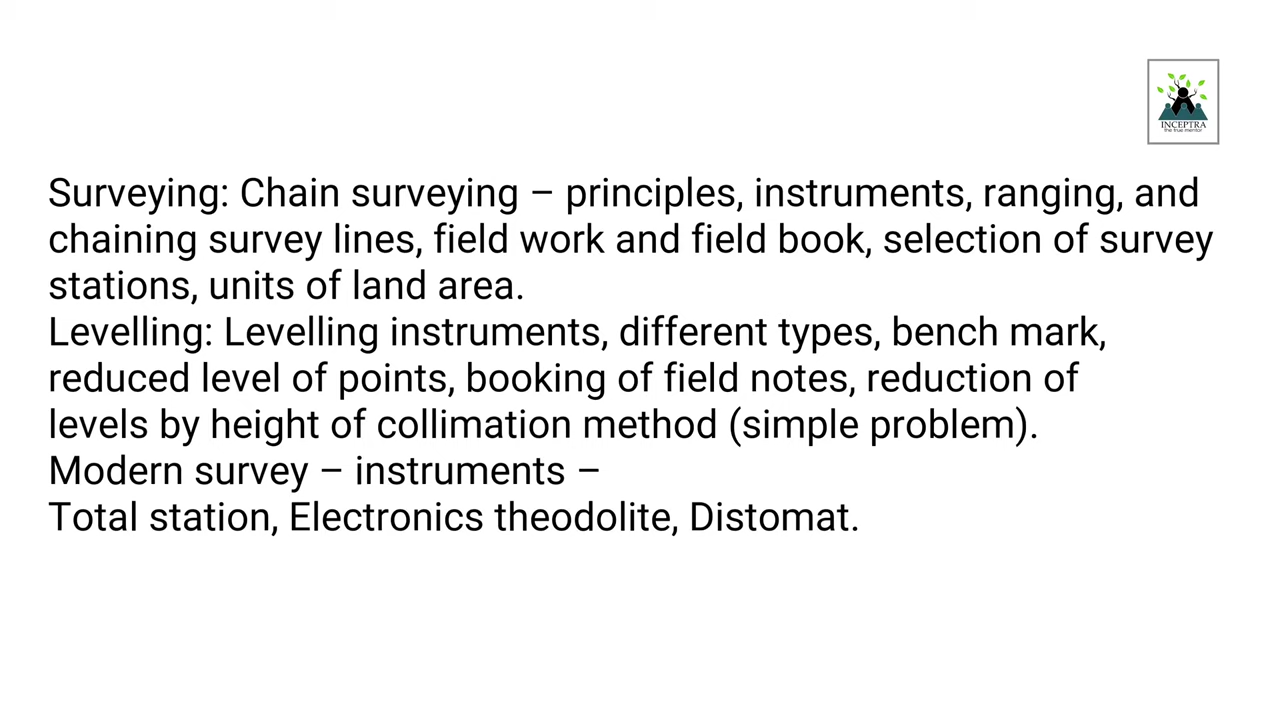 INCEPTRA
the true mentor
Surveying: Chain surveying – principles, instruments, ranging, and
chaining survey lines, field work and field book, selection of survey
stations, units of land area.
Levelling: Levelling instruments, different types, bench mark,
reduced level of points, booking of field notes, reduction of
levels by height of collimation method (simple problem).
Modern survey – instruments –
Total station, Electronics theodolite, Distomat.